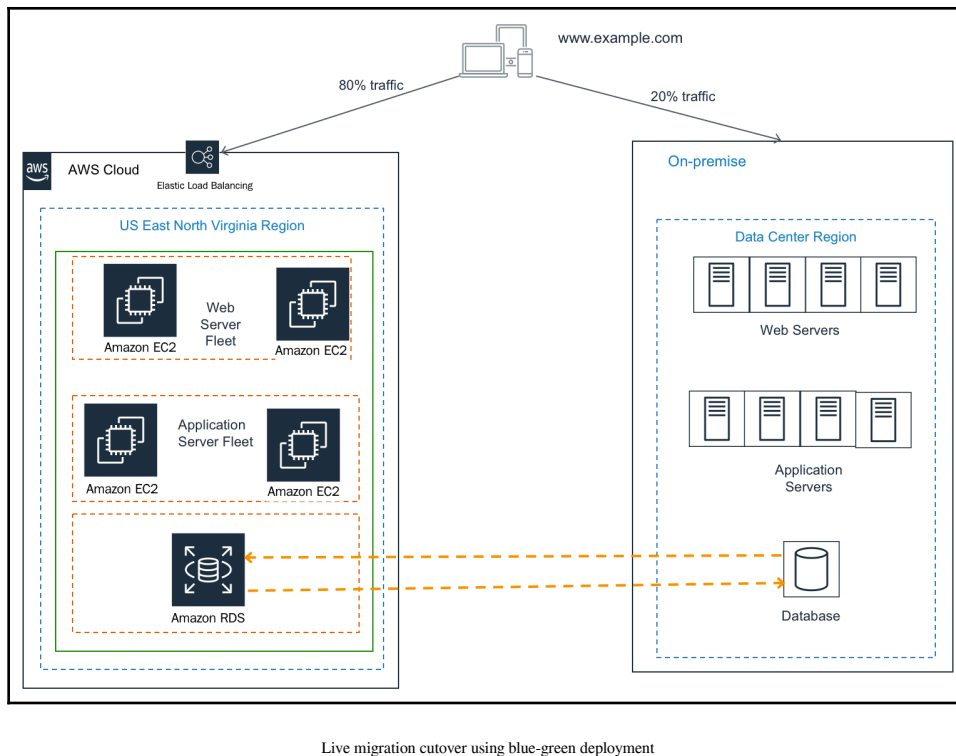 www.example.com
80% traffic
20% traffic
aws
AWS Cloud
Elastic Load Balancing
On-premise
US East North Virginia Region
Data Center Region
Web
Server
Fleet
Amazon EC2
Amazon EC2
Web Servers
Application
Server Fleet
Amazon EC2
Amazon EC2
Application
Servers
Amazon RDS
Database
Live migration cutover using blue-green deployment